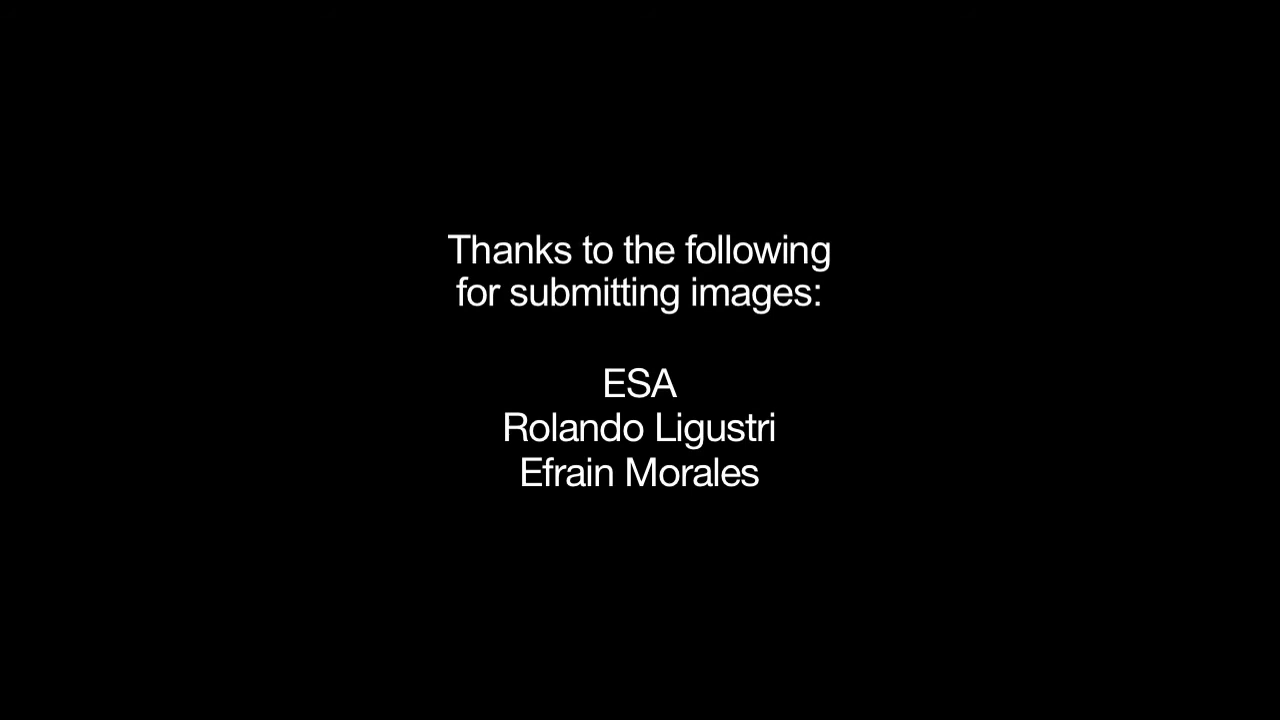 Thanks to the following
for submitting images:
ESA
Rolando Ligustri
Efrain Morales